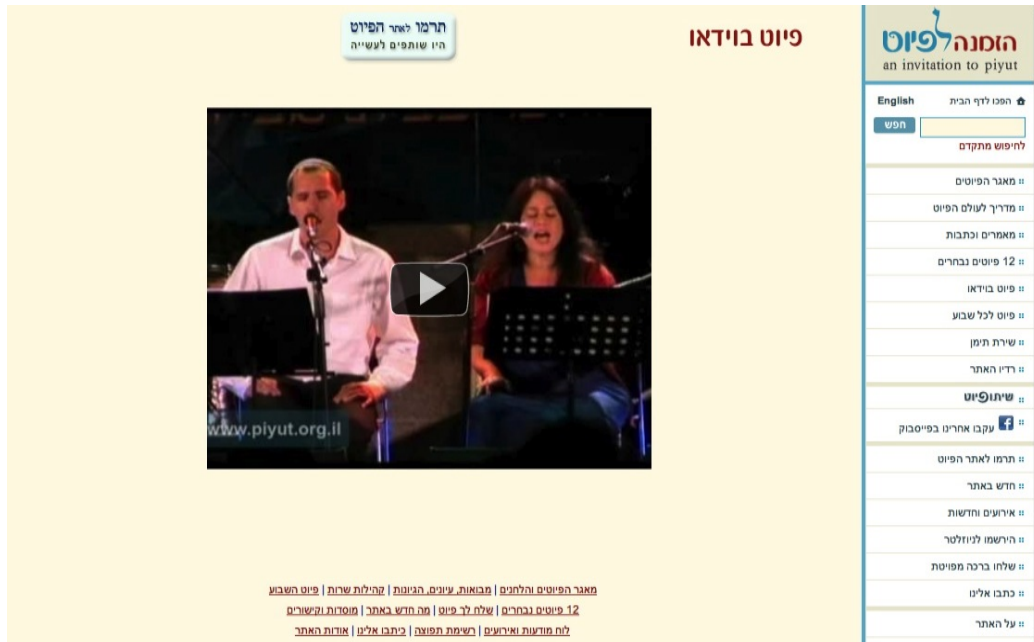 הזמנה לפיוט
an invitation to piyut
הפכו לדף הבית
English
חפש
לחיפוש מתקדם
מאגר הפיוטים
מדריך לעולם הפיוט
מאמרים וכתבות
12 פיוטים נבחרים
פיוט בוידאו
פיוט לכל שבוע
שירת תימן
רדיו האתר
שיתופיוט
עקבו אחרינו בפייסבוק
תרמו לאתר הפיוט
חדש באתר
אירועים וחדשות
הירשמו לניוזלטר
שלחו ברכה מפויטת
כתבו אלינו
על האתר
פיוט בוידאו
תרמו לאתר הפיוט
היו שותפים לעשייה
www.piyut.org.il
מאגר הפיוטים והלחנים | מבואות, עיונים, הגיונות | קהילות שרות | פיוט השבוע
12 פיוטים נבחרים | שלח לך פיוט | מה חדש באתר | מוסדות וקישורים
לוח מודעות ואירועים | רשימת תפוצה | כיתבו אלינו | אודות האתר